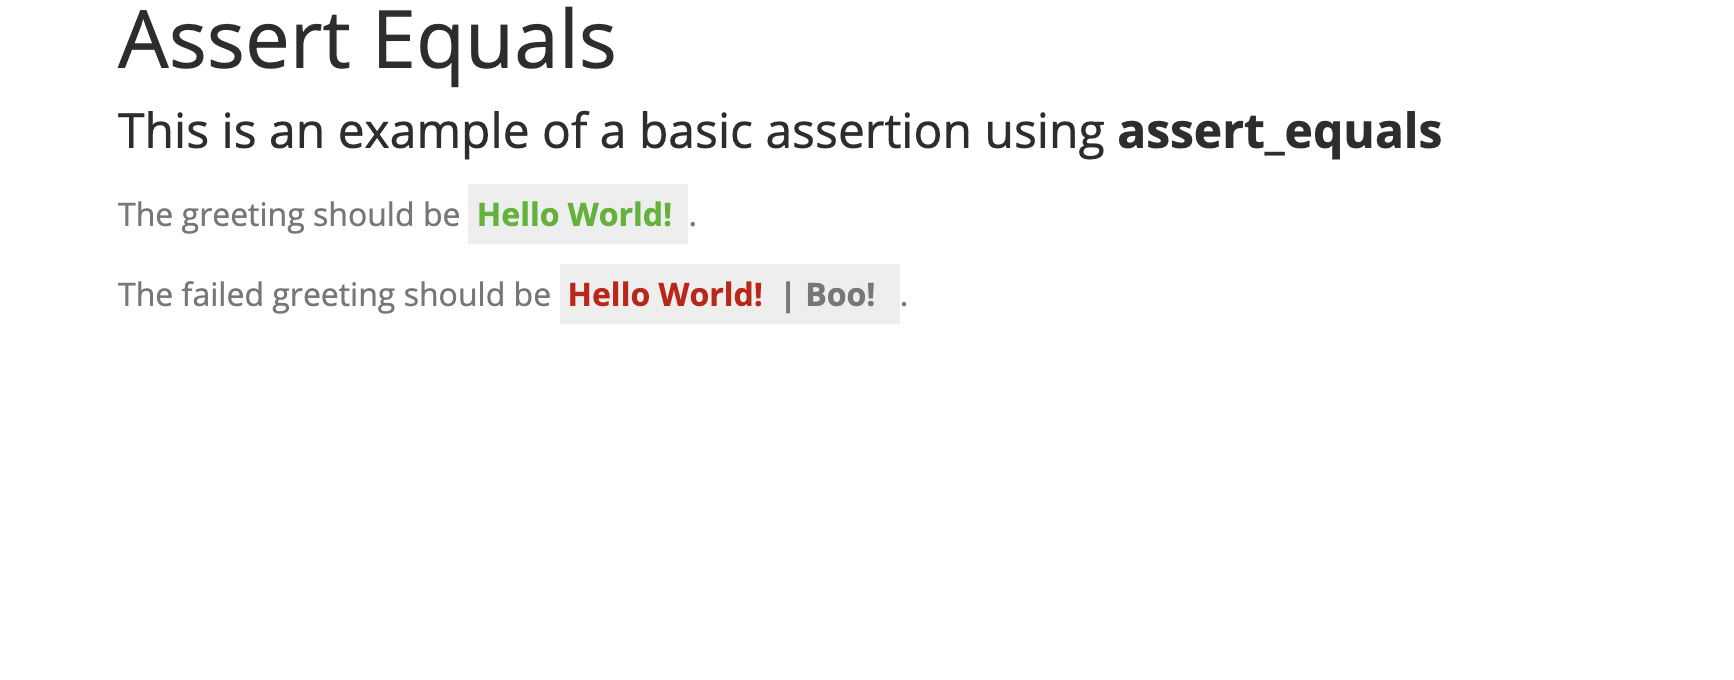 Assert Equals
This is an example of a basic assertion using assert_equals
The greeting should be Hello World! .
The failed greeting should be Hello World! | Boo! .